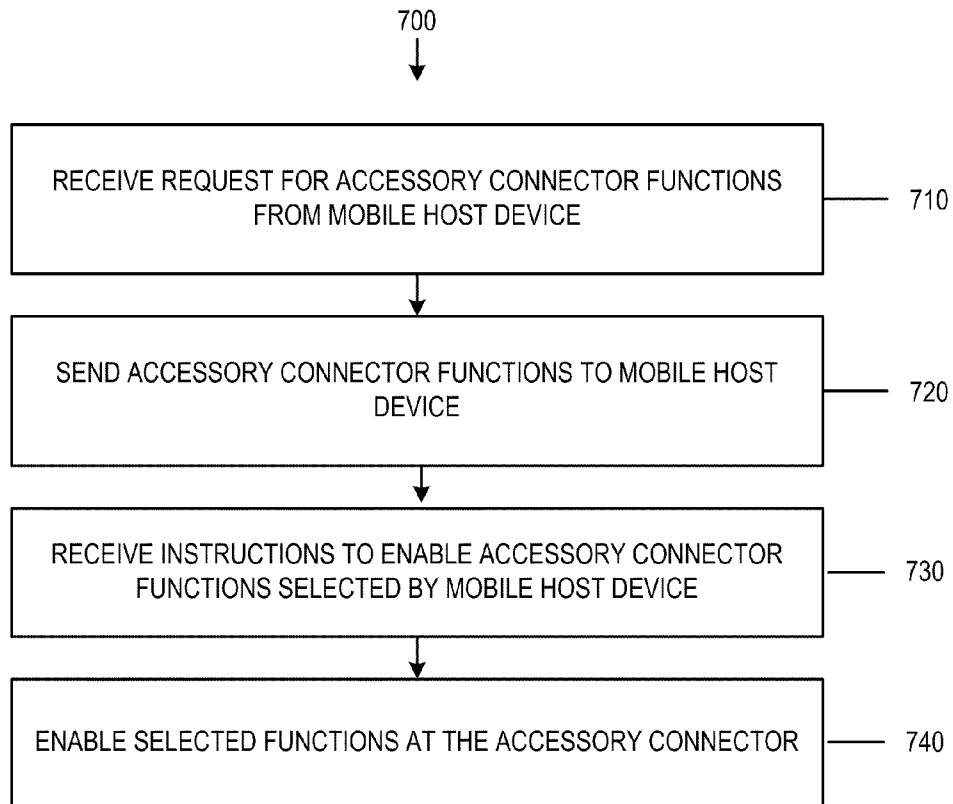 700
RECEIVE REQUEST FOR ACCESSORY CONNECTOR FUNCTIONS
FROM MOBILE HOST DEVICE
710
SEND ACCESSORY CONNECTOR FUNCTIONS TO MOBILE HOST
DEVICE
720
RECEIVE INSTRUCTIONS TO ENABLE ACCESSORY CONNECTOR
FUNCTIONS SELECTED BY MOBILE HOST DEVICE
730
ENABLE SELECTED FUNCTIONS AT THE ACCESSORY CONNECTOR
740